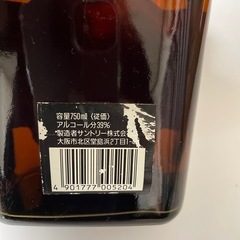 容量750ml(従価)
アルコール分39%
製造者サントリー株式会
大阪市北区堂島浜2丁目1-
4 901777 005204